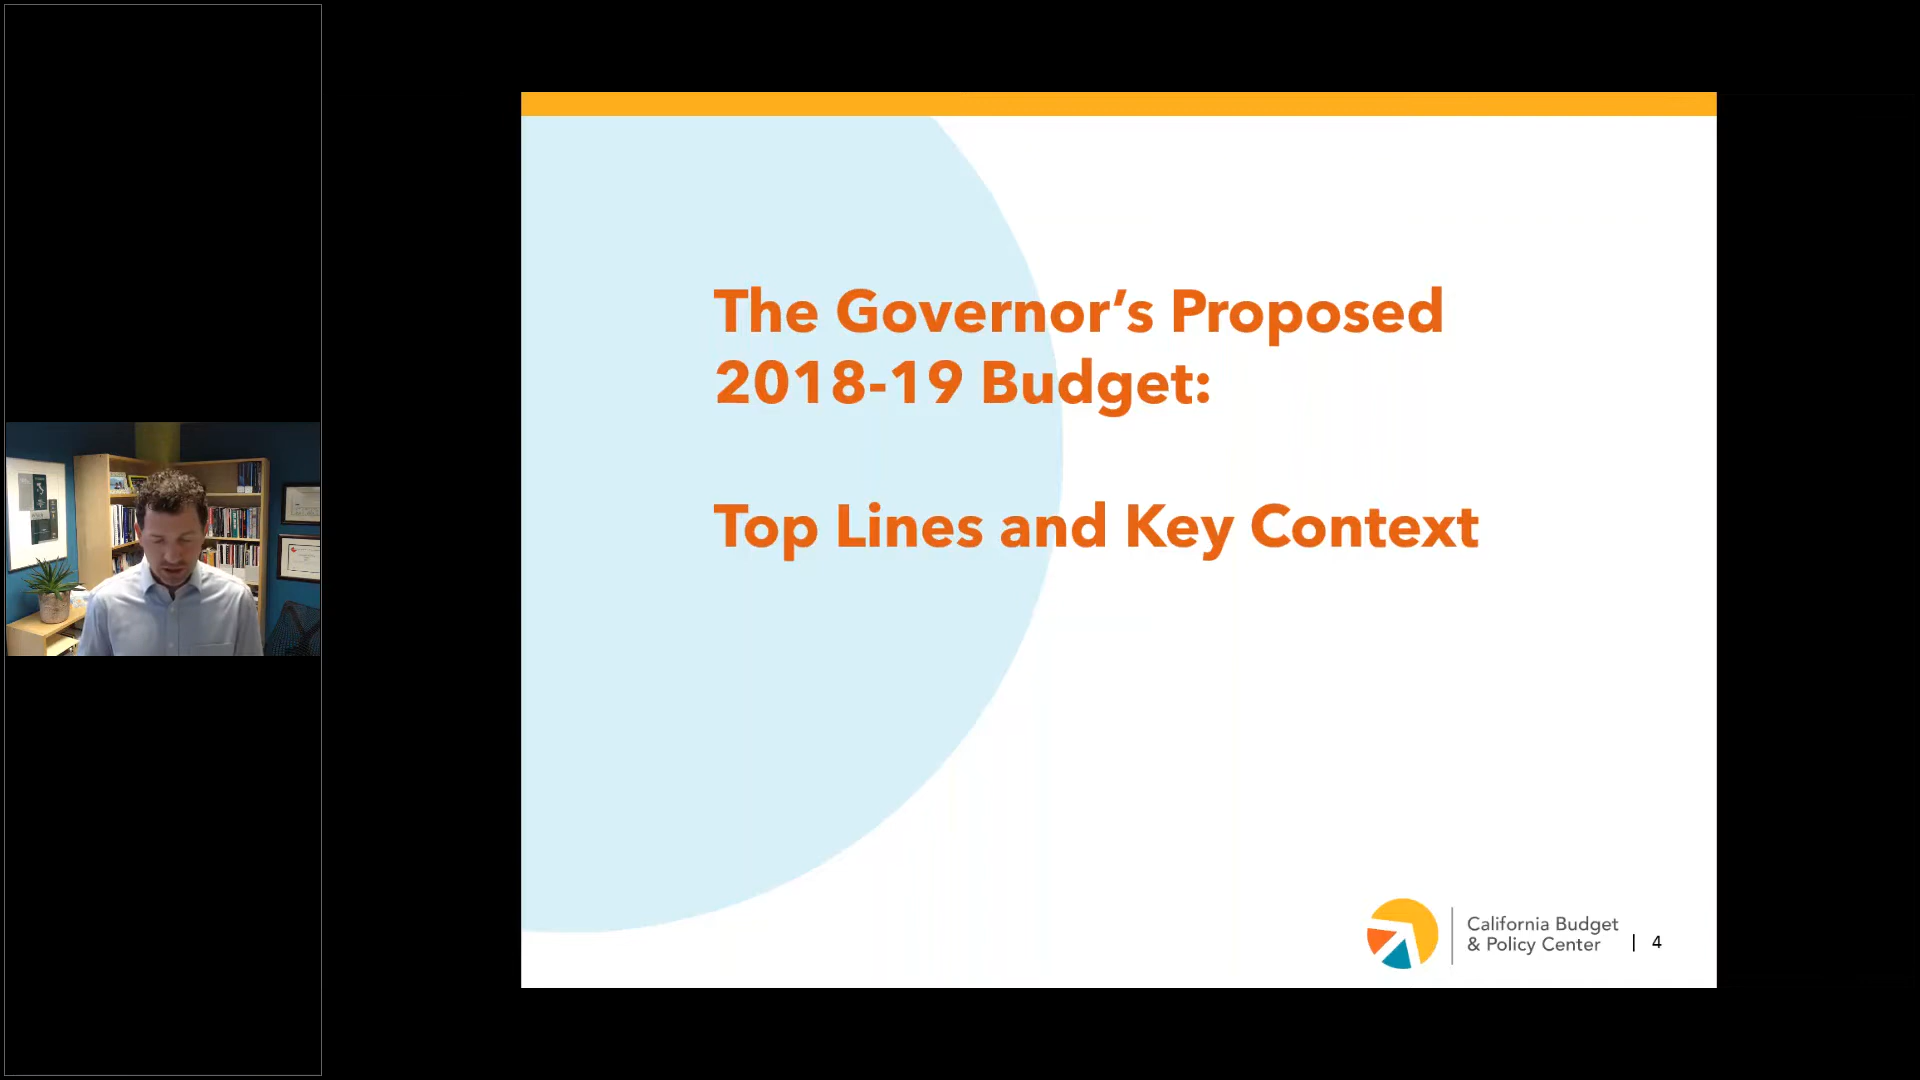 The Governor’s Proposed
2018-19 Budget:
Top Lines and Key Context
California Budget
& Policy Center
| 4